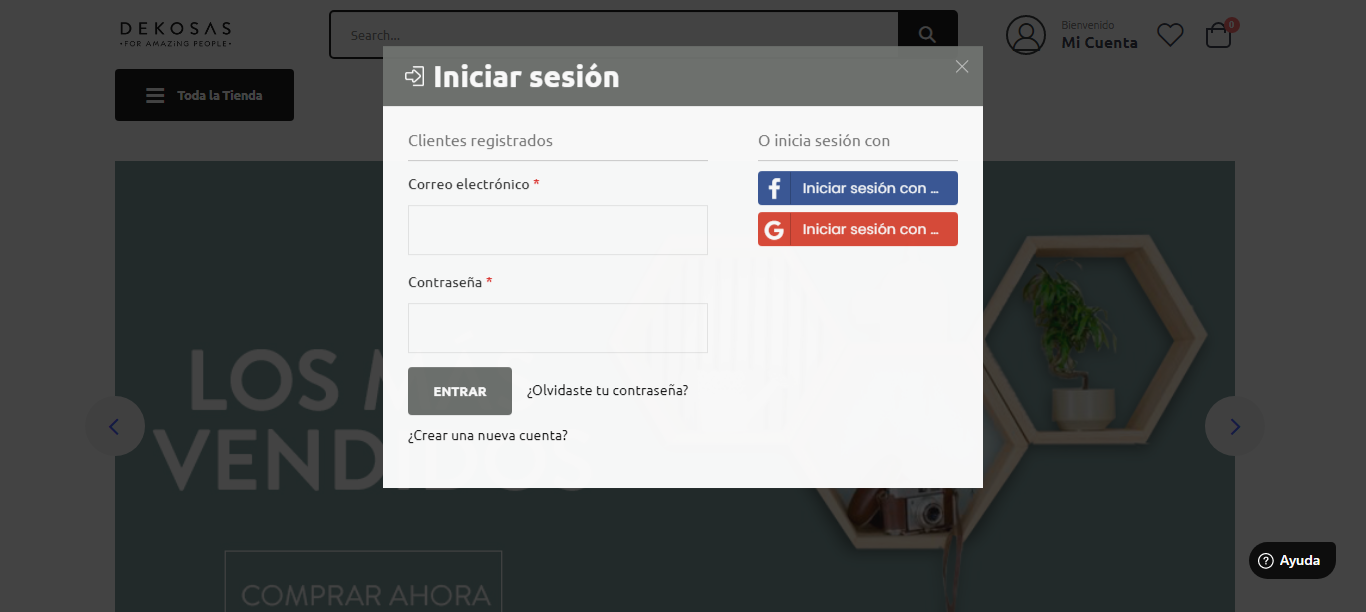 DEKOSAS
•FOR AMAZING PEOPLE•
Search...
Bienvenido
Mi Cuenta
0
Toda la Tienda
Iniciar sesión
Clientes registrados
O inicia sesión con
Correo electrónico *
Iniciar sesión con ...
Iniciar sesión con ...
Contraseña *
ENTRAR
¿Olvidaste tu contraseña?
¿Crear una nueva cuenta?
LOS M
VENDIDOS
COMPRAR AHORA
Ayuda